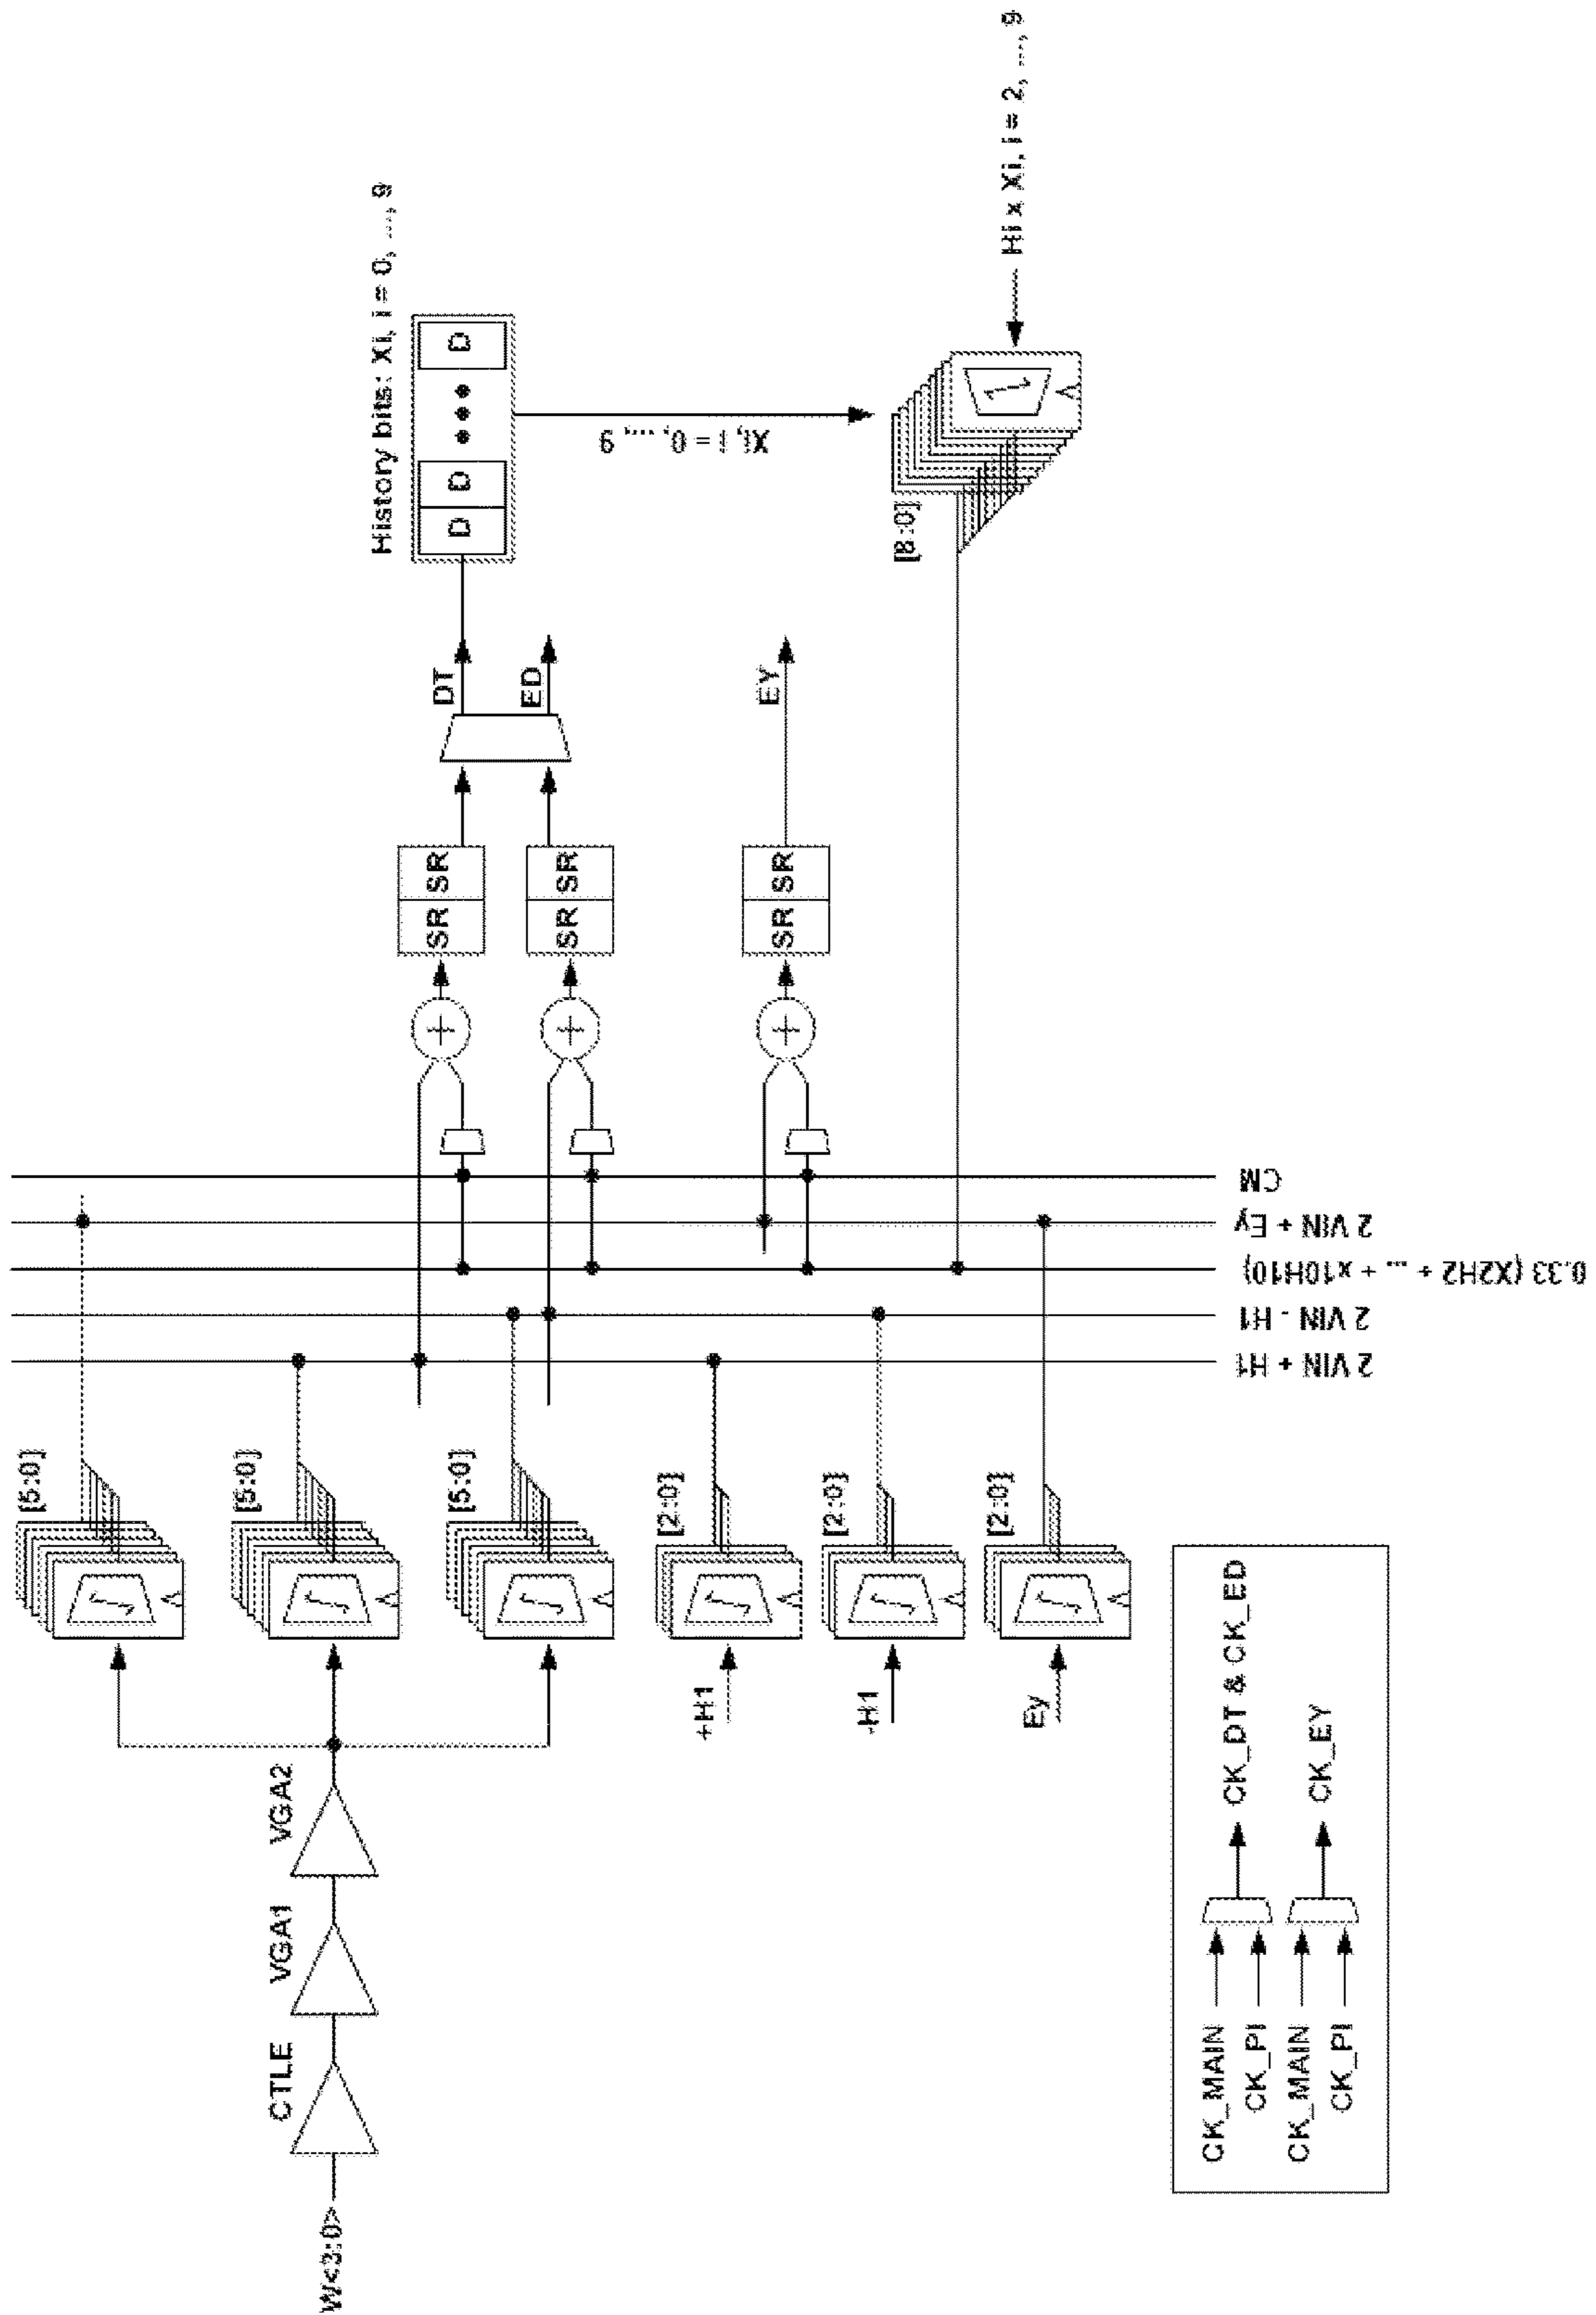 W<3:0>
CTLE
VGA1
VGA2
[5:0]
[5:0]
[5:0]
+H1
[2:0]
-H1
[2:0]
Ey
[2:0]
2 VIN + H1
2 VIN - H1
0.33 (X2H2 + ... + x10H10)
2 VIN + Ey
CM
+
SR
SR
+
SR
SR
+
SR
SR
DT
ED
EY
History bits: Xi, i = 0, ..., 9
D
D
D
Xi, i = 0, ..., 9
[8:0]
Hi x Xi, i = 2, ..., 9
CK_MAIN
CK_PI
CK_DT & CK_ED
CK_MAIN
CK_PI
CK_EY